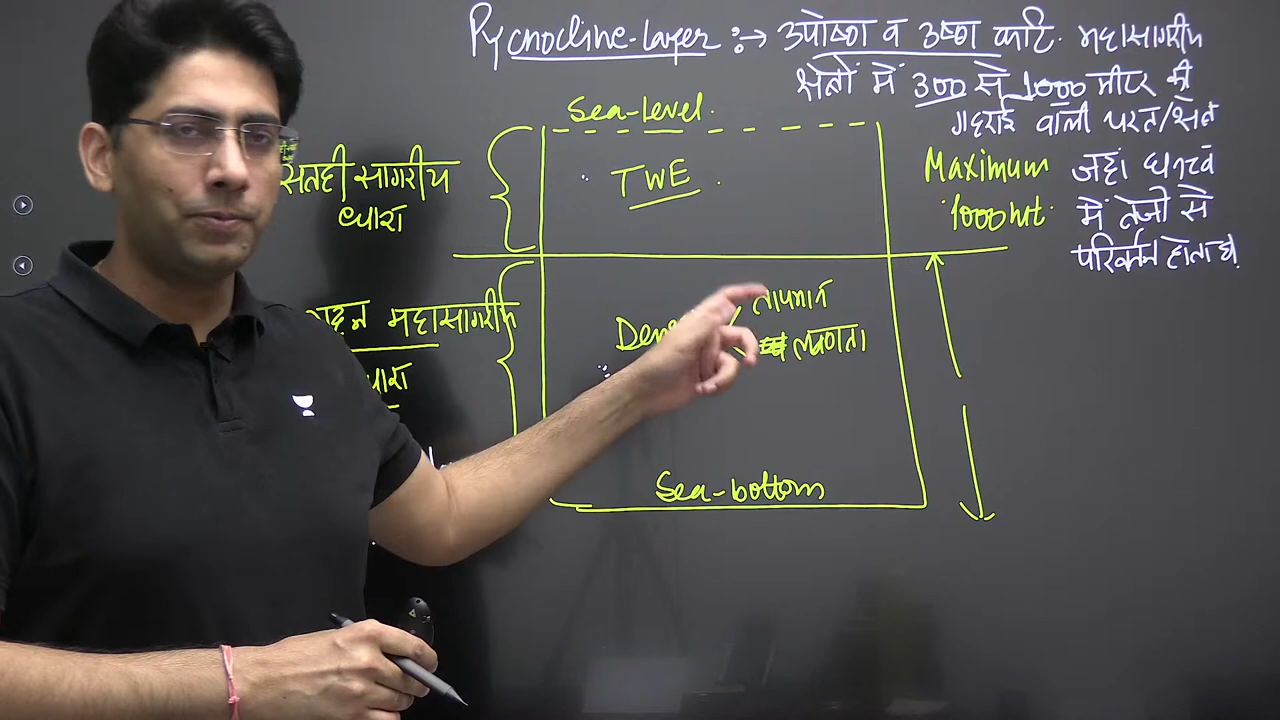 Pycnocline-layer :→ उपोष्ण व उष्ण कटि. महासागरीय
क्षेत्रों में 300 से 1000 मीटर की
गहराई वाली परत/क्षेत्र
जहां घनत्व
में तेजी से
परिवर्तन होता है
Sea-level.
TWE
Maximum
1000 mt.
सतही सागरीय
धारा
गहन महासागरीय
धारा
तापमान
लवणता
Sea-bottom